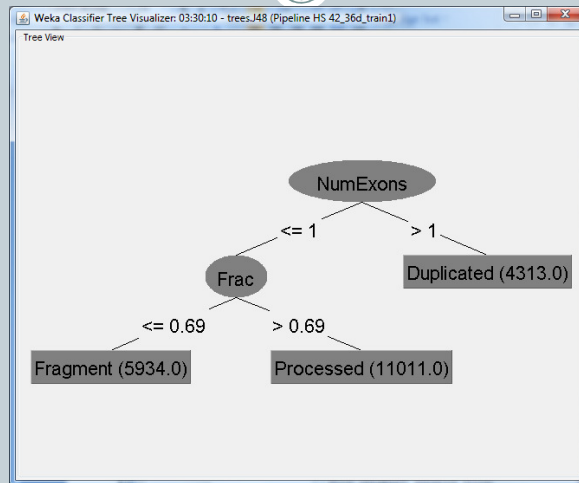 Weka Classifier Tree Visualizer: 03:30:10 - trees.J48 (Pipeline HS 42_36d_train1)
Tree View
NumExons
<= 1
> 1
Frac
Duplicated (4313.0)
<= 0.69
> 0.69
Fragment (5934.0)
Processed (11011.0)